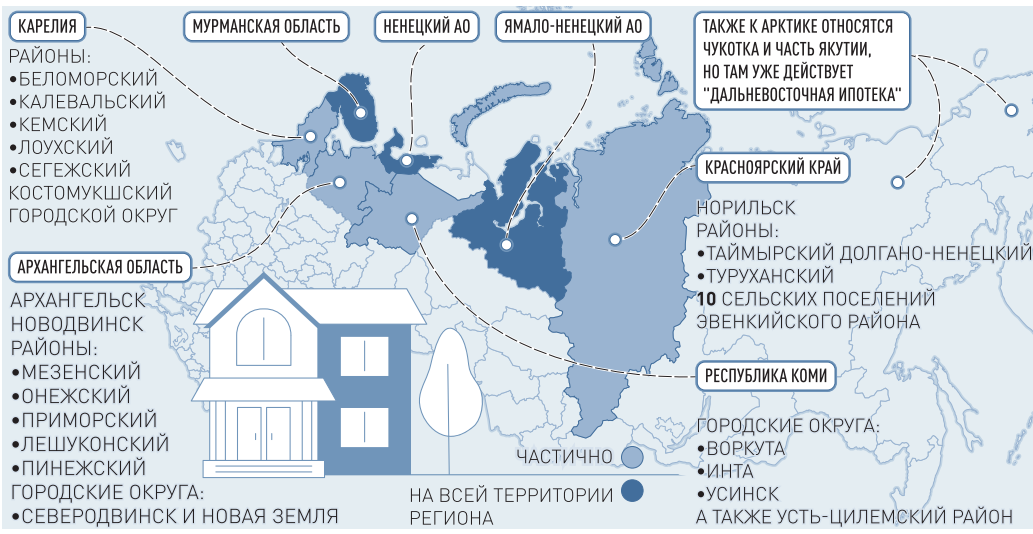 КАРЕЛИЯ
РАЙОНЫ:
•БЕЛОМОРСКИЙ
•КАЛЕВАЛЬСКИЙ
•КЕМСКИЙ
•ЛОУХСКИЙ
•СЕГЕЖСКИЙ
КОСТОМУКШСКИЙ
ГОРОДСКОЙ ОКРУГ
МУРМАНСКАЯ ОБЛАСТЬ
НЕНЕЦКИЙ АО
ЯМАЛО-НЕНЕЦКИЙ АО
ТАКЖЕ К АРКТИКЕ ОТНОСЯТСЯ
ЧУКОТКА И ЧАСТЬ ЯКУТИИ,
НО ТАМ УЖЕ ДЕЙСТВУЕТ
"ДАЛЬНЕВОСТОЧНАЯ ИПОТЕКА"
КРАСНОЯРСКИЙ КРАЙ
НОРИЛЬСК
РАЙОНЫ:
•ТАЙМЫРСКИЙ ДОЛГАНО-НЕНЕЦКИЙ
•ТУРУХАНСКИЙ
10 СЕЛЬСКИХ ПОСЕЛЕНИЙ
ЭВЕНКИЙСКОГО РАЙОНА
АРХАНГЕЛЬСКАЯ ОБЛАСТЬ
АРХАНГЕЛЬСК
НОВОДВИНСК
РАЙОНЫ:
•МЕЗЕНСКИЙ
•ОНЕЖСКИЙ
•ПРИМОРСКИЙ
•ЛЕШУКОНСКИЙ
•ПИНЕЖСКИЙ
ГОРОДСКИЕ ОКРУГА:
•СЕВЕРОДВИНСК И НОВАЯ ЗЕМЛЯ
РЕСПУБЛИКА КОМИ
ГОРОДСКИЕ ОКРУГА:
•ВОРКУТА
•ИНТА
•УСИНСК
А ТАКЖЕ УСТЬ-ЦИЛЕМСКИЙ РАЙОН
ЧАСТИЧНО
НА ВСЕЙ ТЕРРИТОРИИ
РЕГИОНА